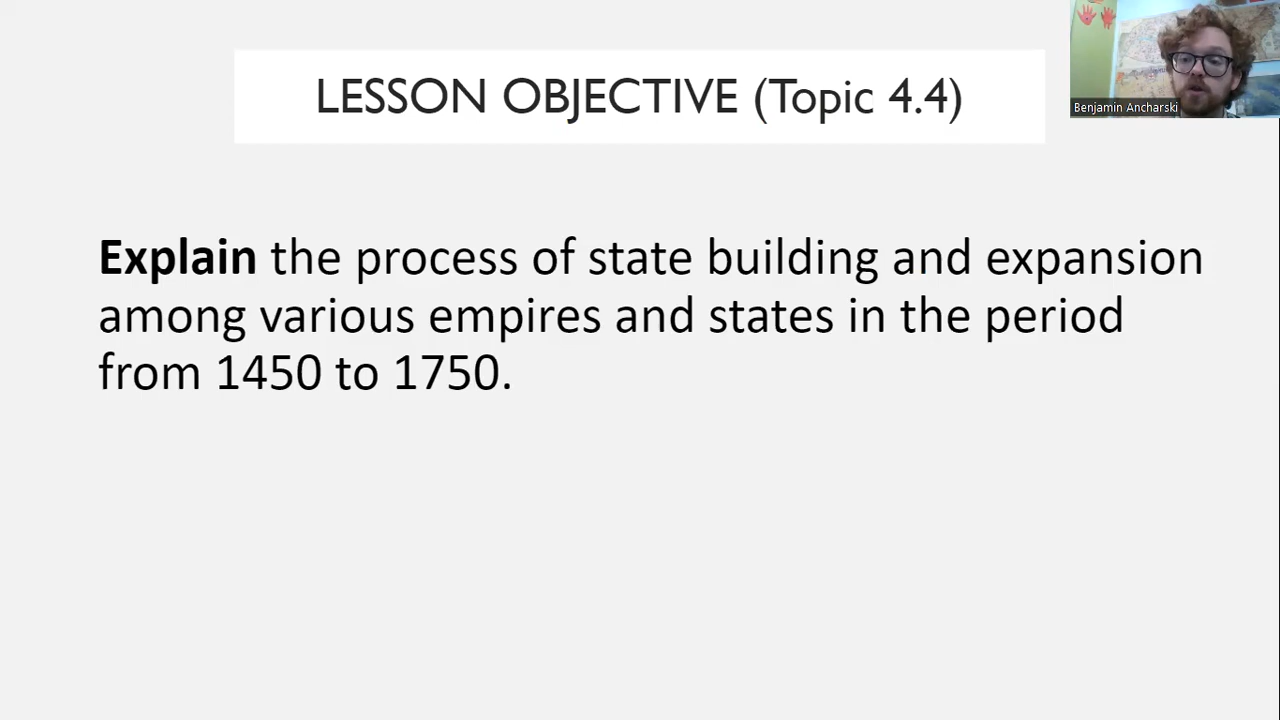 LESSON OBJECTIVE (Topic 4.4)
Benjamin Ancharski
Explain the process of state building and expansion
among various empires and states in the period
from 1450 to 1750.